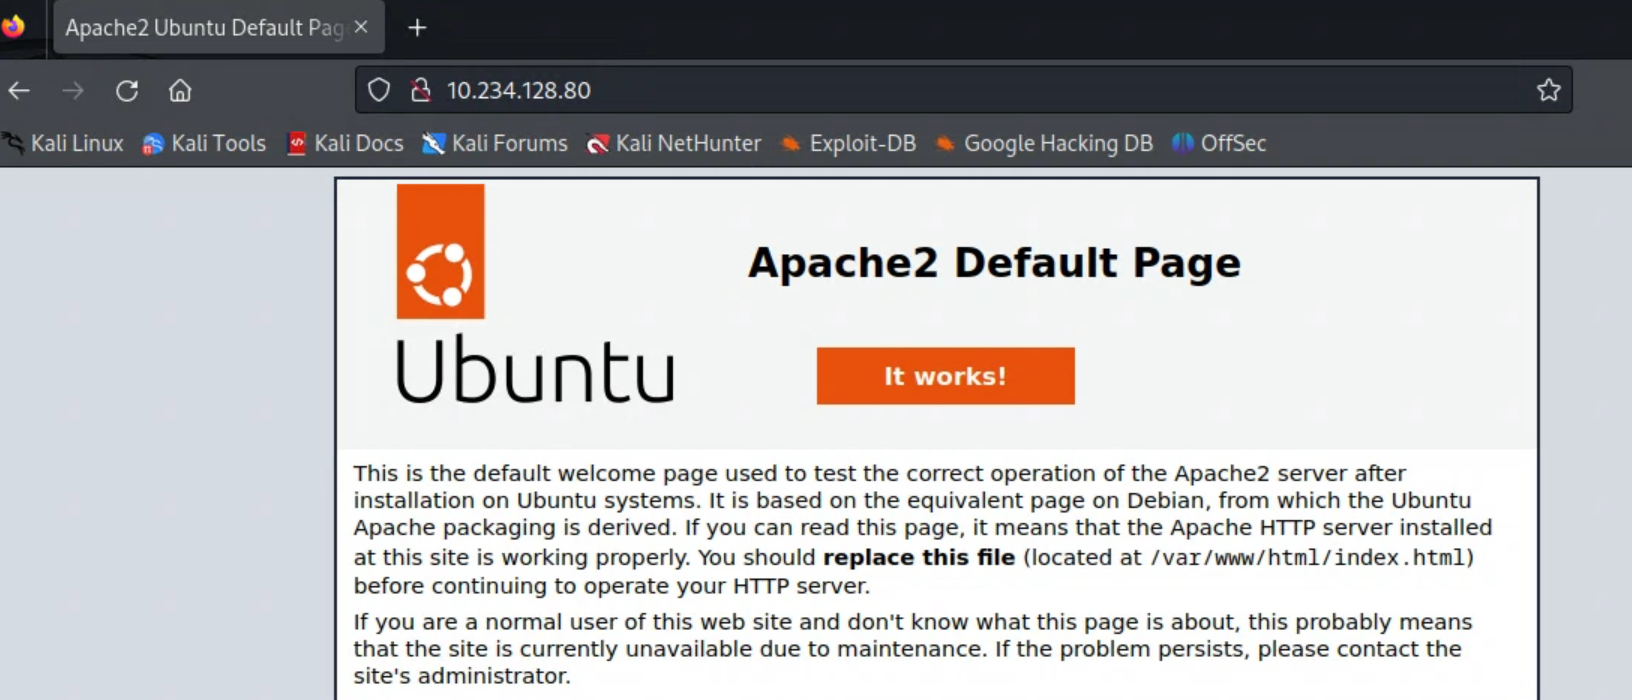 Apache2 Ubuntu Default Pag
10.234.128.80
Kali Linux Kali Tools Kali Docs Kali Forums Kali NetHunter Exploit-DB Google Hacking DB OffSec
Apache2 Default Page
Ubuntu
It works!
This is the default welcome page used to test the correct operation of the Apache2 server after
installation on Ubuntu systems. It is based on the equivalent page on Debian, from which the Ubuntu
Apache packaging is derived. If you can read this page, it means that the Apache HTTP server installed
at this site is working properly. You should replace this file (located at /var/www/html/index.html)
before continuing to operate your HTTP server.
If you are a normal user of this web site and don't know what this page is about, this probably means
that the site is currently unavailable due to maintenance. If the problem persists, please contact the
site's administrator.